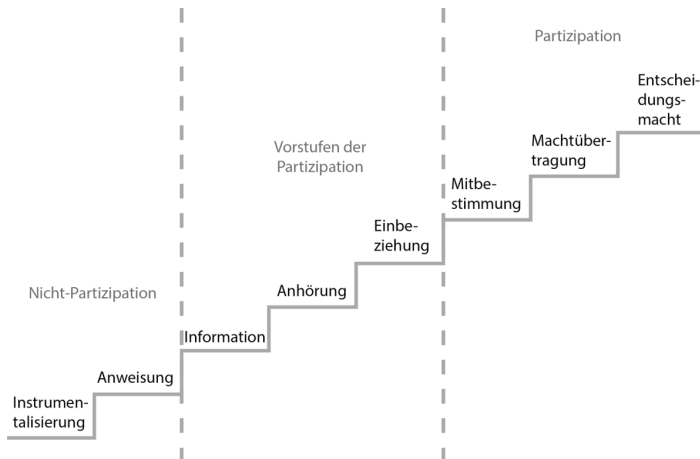 Partizipation
Entschei-
dungs-
macht
Machtüber-
tragung
Vorstufen der
Partizipation
Mitbe-
stimmung
Einbe-
ziehung
Nicht-Partizipation
Anhörung
Information
Anweisung
Instrumen-
talisierung